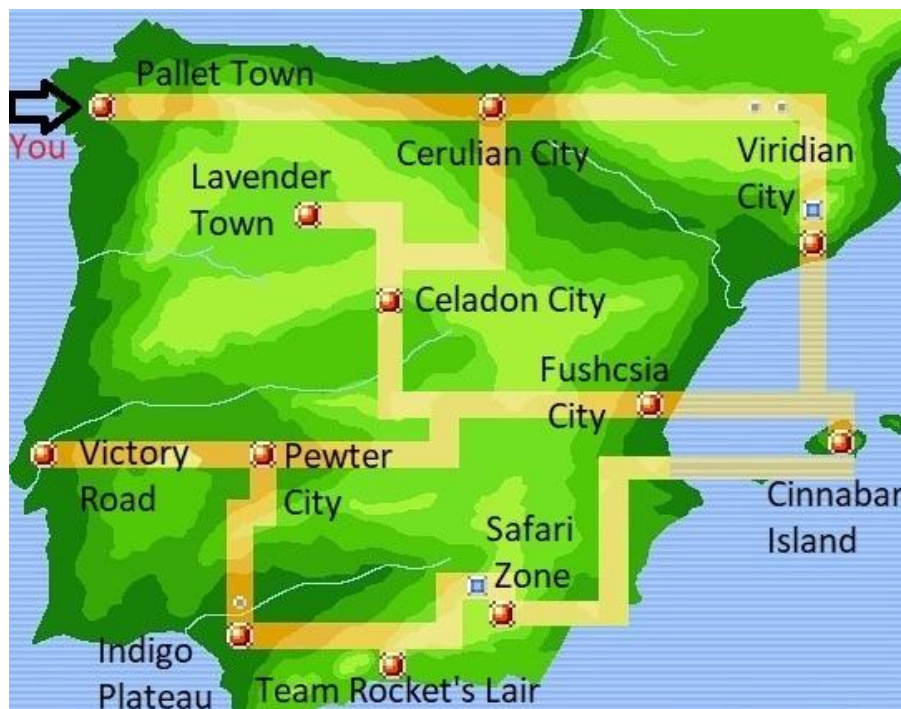 Pallet Town
You
Cerulian City
Viridian
City
Lavender
Town
Celadon City
Fushcsia
City
Victory
Road
Pewter
City
Cinnabar
Island
Safari
Zone
Indigo
Plateau
Team Rocket's Lair